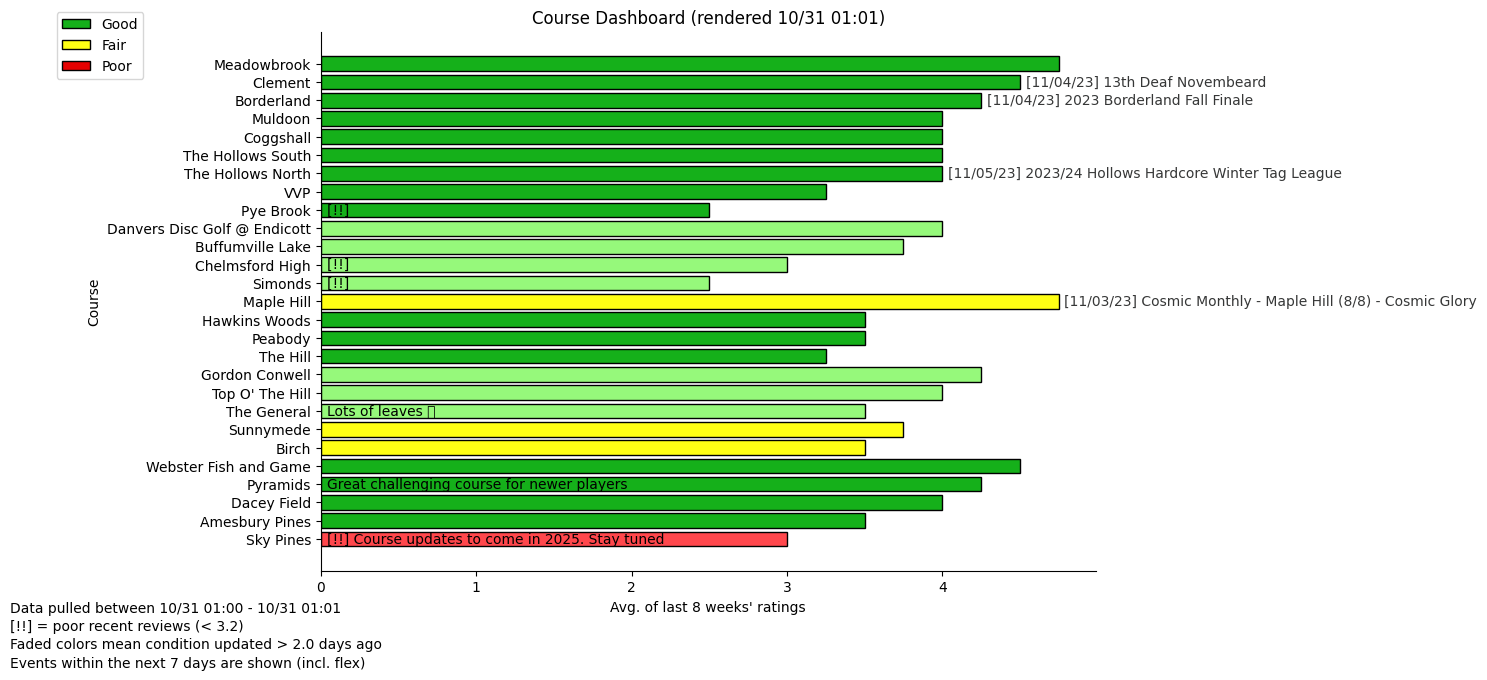 Course Dashboard (rendered 10/31 01:01)
Good
Fair
Poor
Course
Meadowbrook
Clement [11/04/23] 13th Deaf Novembeard
Borderland [11/04/23] 2023 Borderland Fall Finale
Muldoon
Coggshall
The Hollows South
The Hollows North [11/05/23] 2023/24 Hollows Hardcore Winter Tag League
VVP
Pye Brook [!!]
Danvers Disc Golf @ Endicott
Buffumville Lake
Chelmsford High [!!]
Simonds [!!]
Maple Hill [11/03/23] Cosmic Monthly - Maple Hill (8/8) - Cosmic Glory
Hawkins Woods
Peabody
The Hill
Gordon Conwell
Top O' The Hill
The General Lots of leaves
Sunnymede
Birch
Webster Fish and Game
Pyramids Great challenging course for newer players
Dacey Field
Amesbury Pines
Sky Pines [!!] Course updates to come in 2025. Stay tuned
0 1 2 3 4
Avg. of last 8 weeks' ratings
Data pulled between 10/31 01:00 - 10/31 01:01
[!!] = poor recent reviews (< 3.2)
Faded colors mean condition updated > 2.0 days ago
Events within the next 7 days are shown (incl. flex)